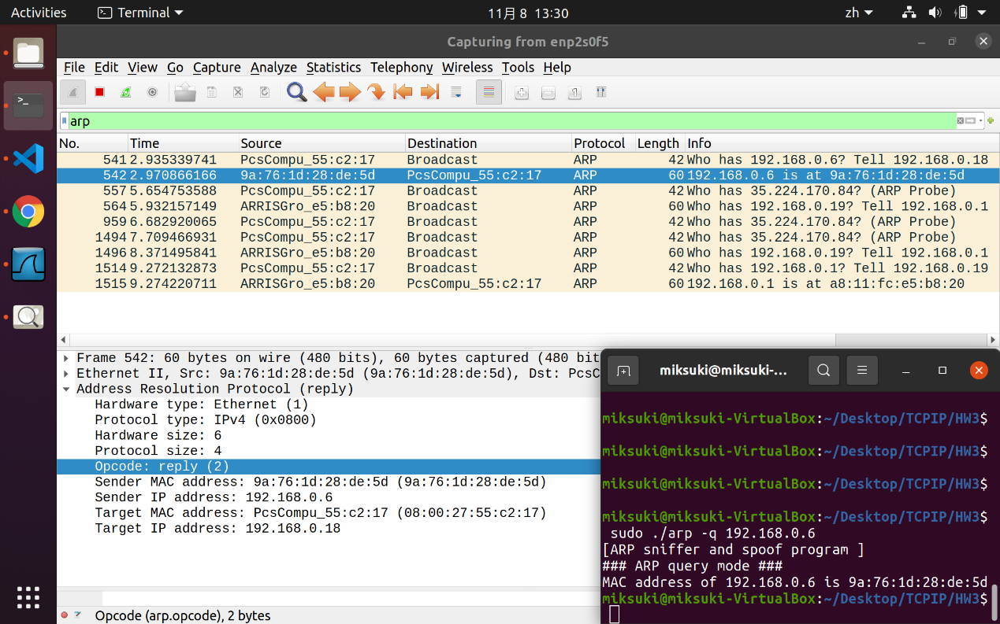 Activities Terminal 11月 8 13:30 zh
Capturing from enp2s0f5
File Edit View Go Capture Analyze Statistics Telephony Wireless Tools Help
arp
No. Time Source Destination Protocol Length Info
541 2.935339741 PcsCompu_55:c2:17 Broadcast ARP 42 Who has 192.168.0.6? Tell 192.168.0.18
542 2.970866166 9a:76:1d:28:de:5d PcsCompu_55:c2:17 ARP 60 192.168.0.6 is at 9a:76:1d:28:de:5d
557 5.654753588 PcsCompu_55:c2:17 Broadcast ARP 42 Who has 35.224.170.84? (ARP Probe)
564 5.932157149 ARRISGro_e5:b8:20 Broadcast ARP 60 Who has 192.168.0.19? Tell 192.168.0.1
959 6.682920065 PcsCompu_55:c2:17 Broadcast ARP 42 Who has 35.224.170.84? (ARP Probe)
1494 7.709466931 PcsCompu_55:c2:17 Broadcast ARP 42 Who has 35.224.170.84? (ARP Probe)
1496 8.371495841 ARRISGro_e5:b8:20 Broadcast ARP 60 Who has 192.168.0.19? Tell 192.168.0.1
1514 9.272132873 PcsCompu_55:c2:17 Broadcast ARP 42 Who has 192.168.0.1? Tell 192.168.0.19
1515 9.274220711 ARRISGro_e5:b8:20 PcsCompu_55:c2:17 ARP 60 192.168.0.1 is at a8:11:fc:e5:b8:20
Frame 542: 60 bytes on wire (480 bits), 60 bytes captured (480 bit
Ethernet II, Src: 9a:76:1d:28:de:5d (9a:76:1d:28:de:5d), Dst: PcsC
Address Resolution Protocol (reply)
Hardware type: Ethernet (1)
Protocol type: IPv4 (0x0800)
Hardware size: 6
Protocol size: 4
Opcode: reply (2)
Sender MAC address: 9a:76:1d:28:de:5d (9a:76:1d:28:de:5d)
Sender IP address: 192.168.0.6
Target MAC address: PcsCompu_55:c2:17 (08:00:27:55:c2:17)
Target IP address: 192.168.0.18
Opcode (arp.opcode), 2 bytes
miksuki@miksuki-...
miksuki@miksuki-VirtualBox:~/Desktop/TCPIP/HW3$
miksuki@miksuki-VirtualBox:~/Desktop/TCPIP/HW3$
miksuki@miksuki-VirtualBox:~/Desktop/TCPIP/HW3$
miksuki@miksuki-VirtualBox:~/Desktop/TCPIP/HW3$
sudo ./arp -q 192.168.0.6
[ARP sniffer and spoof program ]
### ARP query mode ###
MAC address of 192.168.0.6 is 9a:76:1d:28:de:5d
miksuki@miksuki-VirtualBox:~/Desktop/TCPIP/HW3$